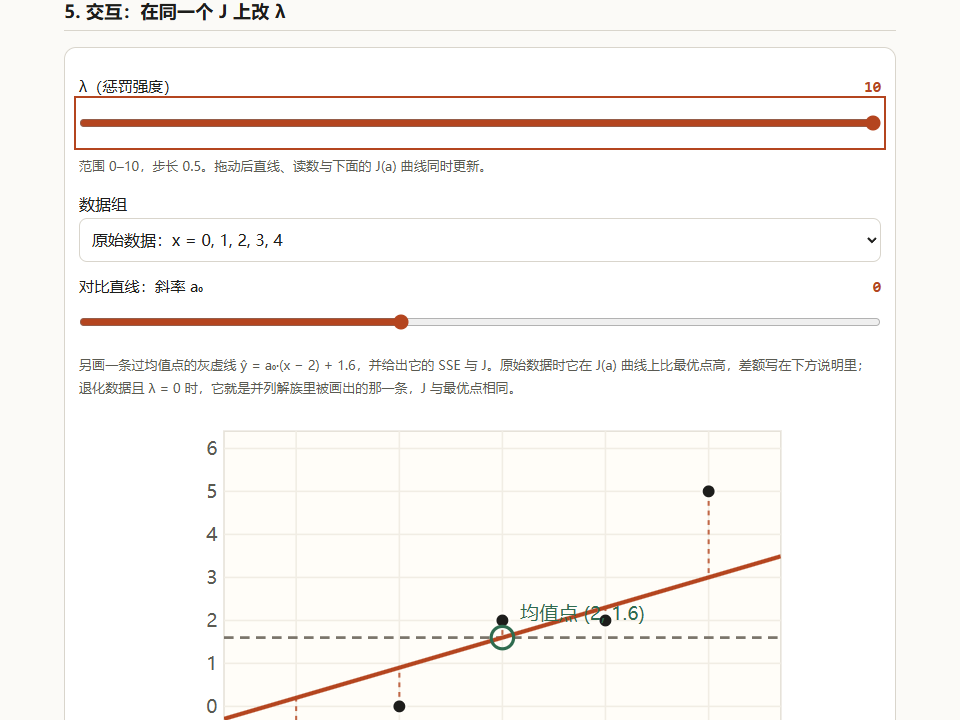 5. 交互：在同一个 J 上改 λ
λ（惩罚强度） 10
范围 0–10，步长 0.5。拖动后直线、读数与下面的 J(a) 曲线同时更新。
数据组
原始数据：x = 0, 1, 2, 3, 4
对比直线：斜率 a₀ 0
另画一条过均值点的灰虚线 ŷ = a₀·(x − 2) + 1.6，并给出它的 SSE 与 J。原始数据时它在 J(a) 曲线上比最优点高，差额写在下方说明里；
退化数据且 λ = 0 时，它就是并列解族里被画出的那一条，J 与最优点相同。
6
5
4
3
2
均值点 (2, 1.6)
1
0